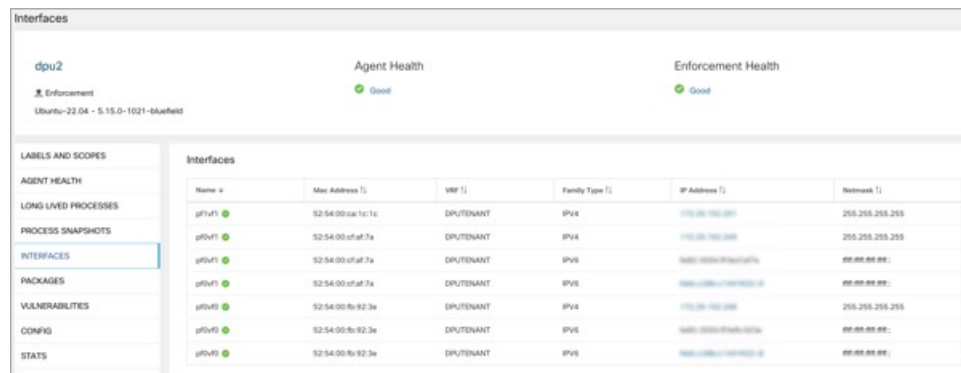 Interfaces
dpu2
Agent Health
Enforcement Health
Enforcement
Good
Good
Ubuntu-22.04 - 5.15.0-1021-bluefield
LABELS AND SCOPES
AGENT HEALTH
LONG LIVED PROCESSES
PROCESS SNAPSHOTS
INTERFACES
PACKAGES
VULNERABILITIES
CONFIG
STATS
Interfaces
Name Mac Address VRF Family Type IP Address Netmask
pf1vf1 52:54:00:ca:1c:1c DPUTENANT IPV4 255.255.255.255
pf0vf1 52:54:00:cf:af:7a DPUTENANT IPV4 255.255.255.255
pf0vf1 52:54:00:cf:af:7a DPUTENANT IPV6
pf0vf1 52:54:00:cf:af:7a DPUTENANT IPV6
pf0vf0 52:54:00:fb:92:3e DPUTENANT IPV4 255.255.255.255
pf0vf0 52:54:00:fb:92:3e DPUTENANT IPV6
pf0vf0 52:54:00:fb:92:3e DPUTENANT IPV6